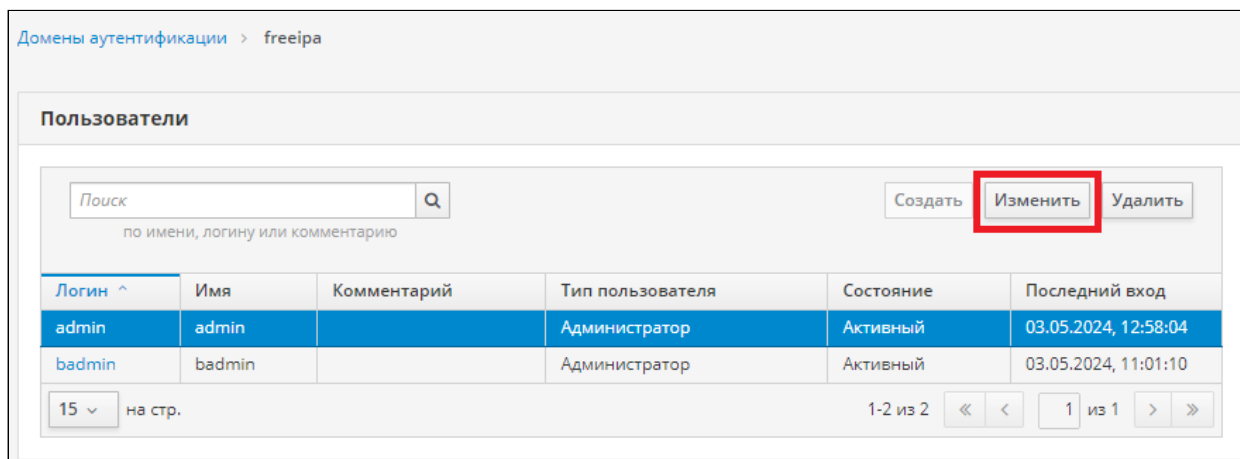 Домены аутентификации > freeipa
Пользователи
Поиск
Создать Изменить Удалить
по имени, логину или комментарию
Логин ^ Имя Комментарий Тип пользователя Состояние Последний вход
admin admin Администратор Активный 03.05.2024, 12:58:04
badmin badmin Администратор Активный 03.05.2024, 11:01:10
15 на стр. 1-2 из 2 « < 1 из 1 > »